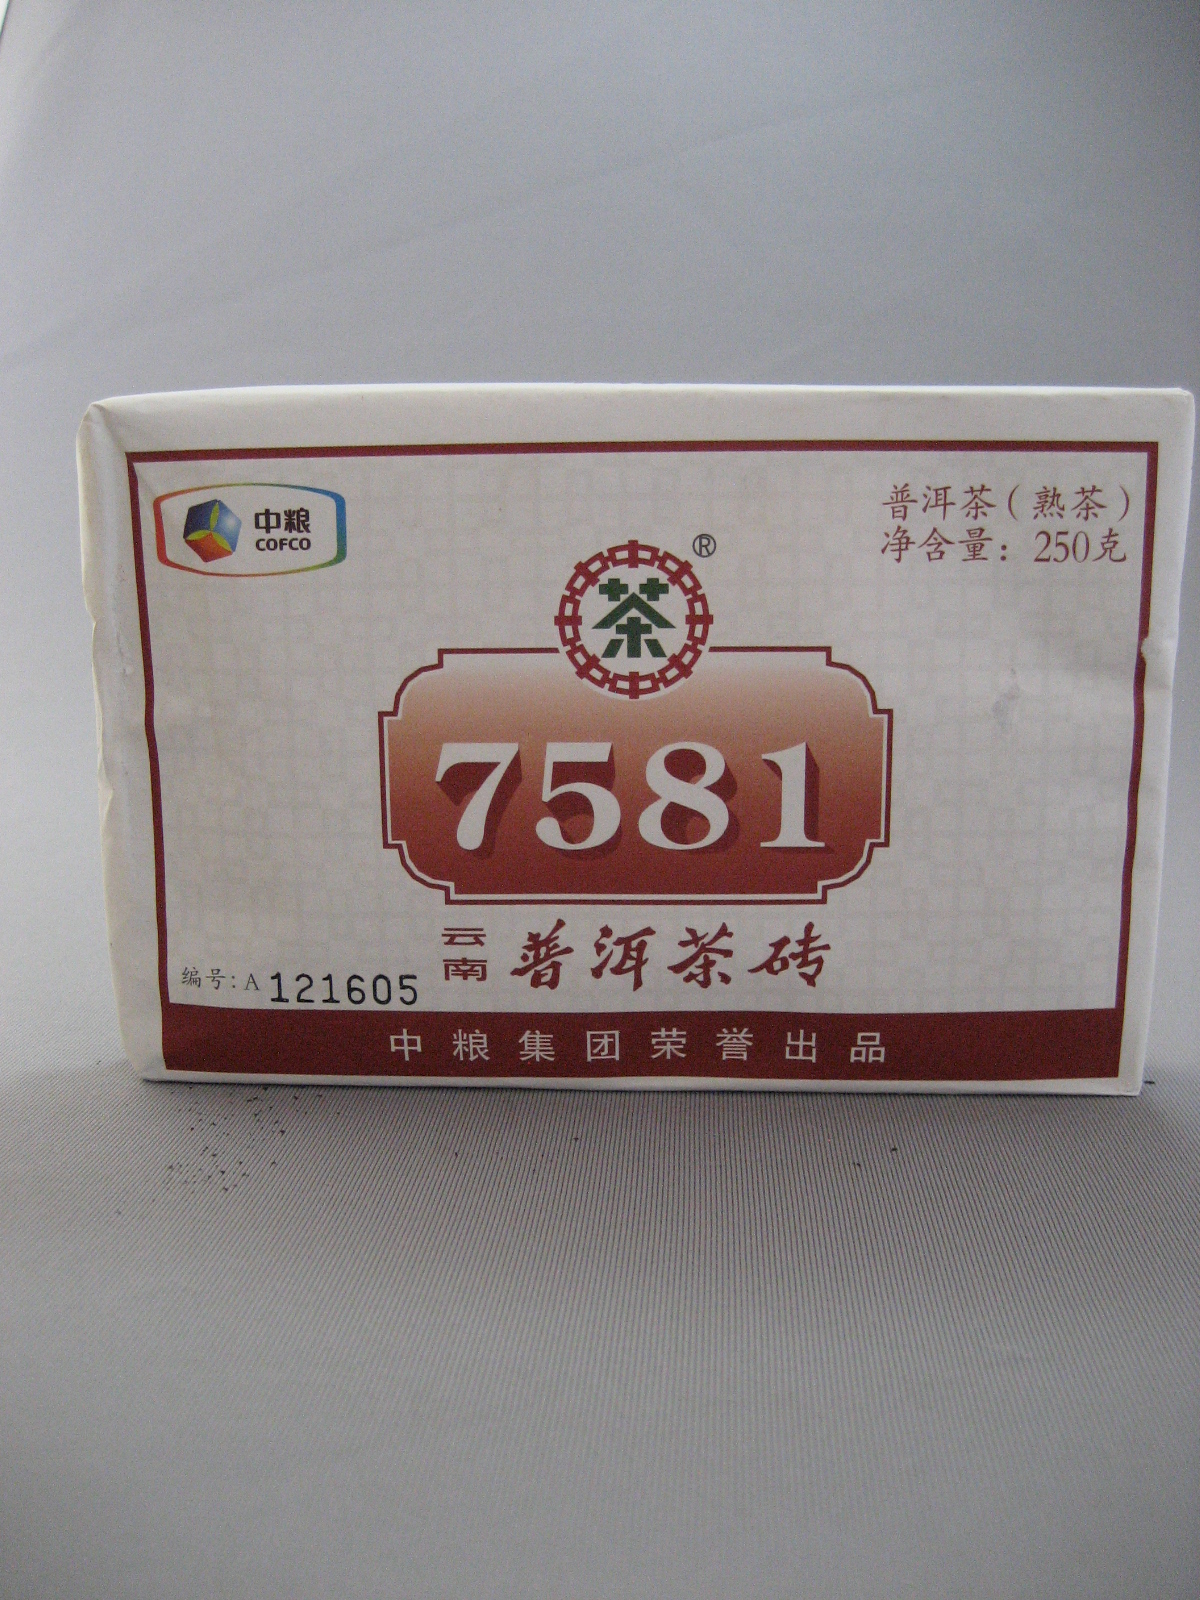 中粮
COFCO
普洱茶(熟茶)
净含量: 250克
®
茶
7581
云南 普洱茶砖
编号: A 121605
中粮集团荣誉出品